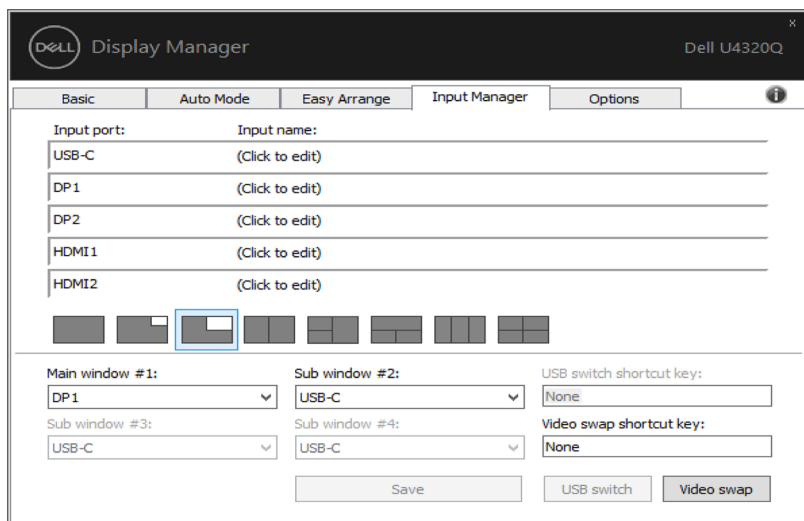 DELL Display Manager Dell U4320Q
Basic Auto Mode Easy Arrange Input Manager Options
Input port: Input name:
USB-C (Click to edit)
DP1 (Click to edit)
DP2 (Click to edit)
HDMI1 (Click to edit)
HDMI2 (Click to edit)
Main window #1: Sub window #2: USB switch shortcut key:
DP1 USB-C None
Sub window #3: Sub window #4: Video swap shortcut key:
USB-C USB-C None
Save USB switch Video swap